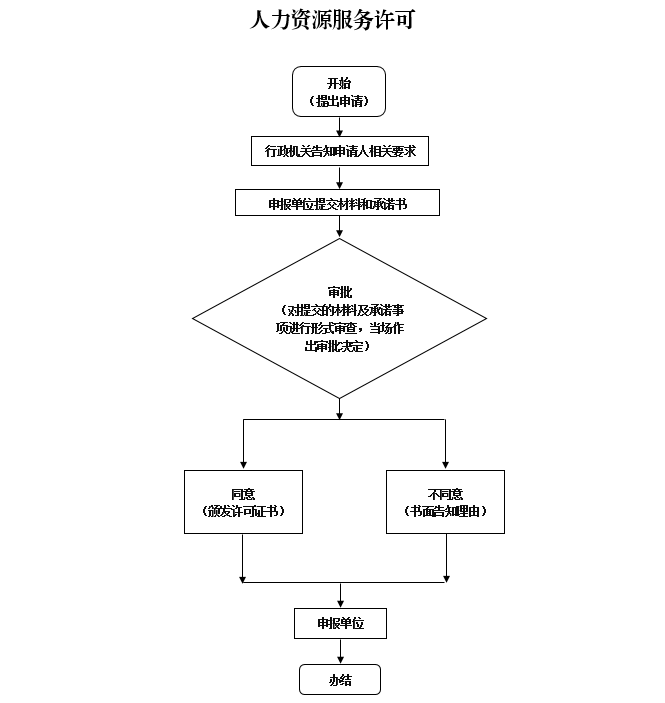 人力资源服务许可
开始
（提出申请）
行政机关告知申请人相关要求
申报单位提交材料和承诺书
审批
（对提交的材料及承诺事
项进行形式审查，当场作
出审批决定）
同意
（颁发许可证书）
不同意
（书面告知理由）
申报单位
办结